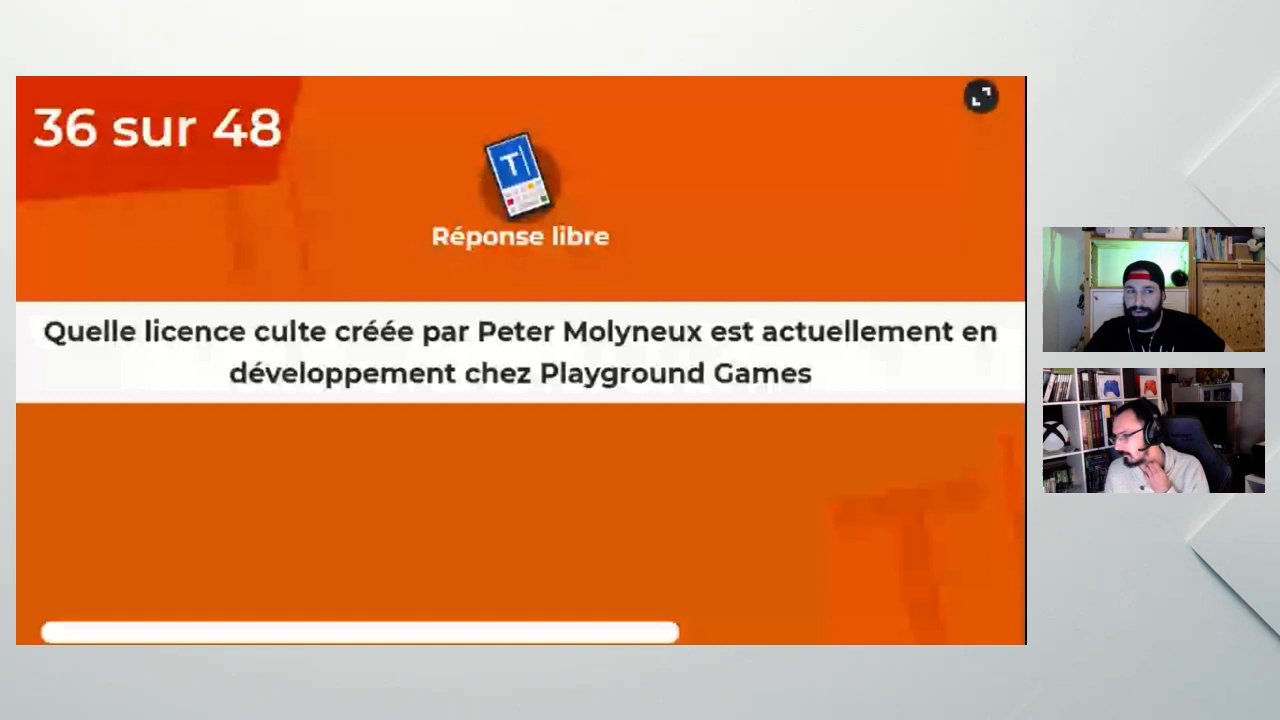 36 sur 48
T
Réponse libre
Quelle licence culte créée par Peter Molyneux est actuellement en
développement chez Playground Games